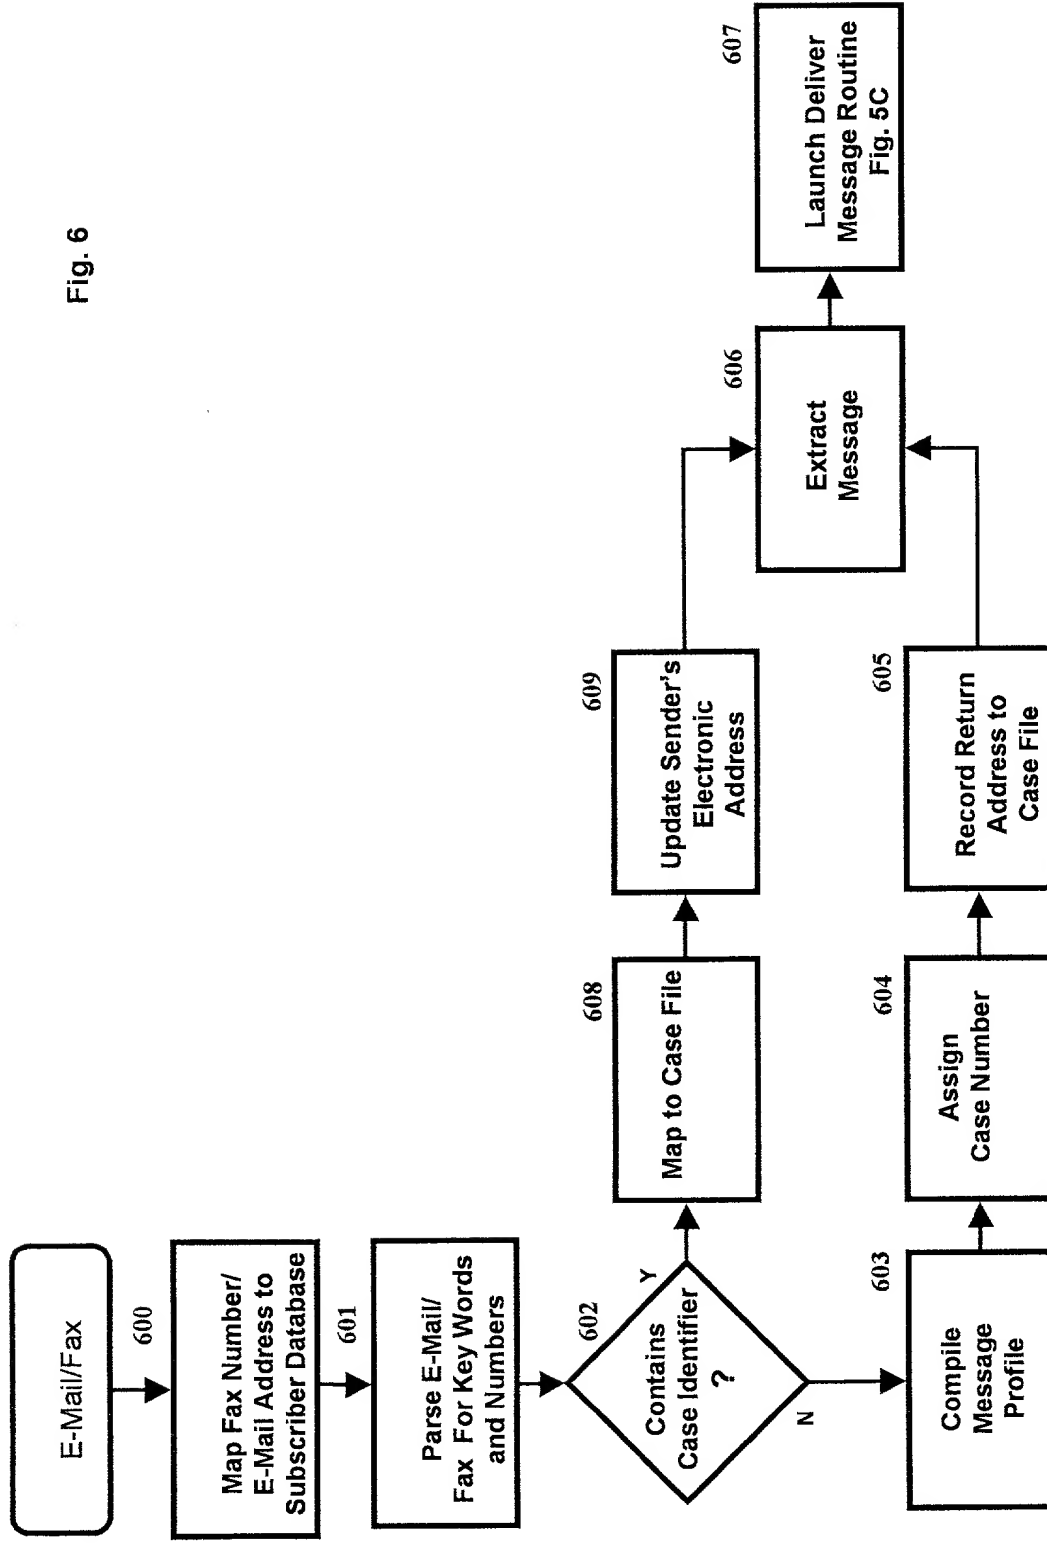 Fig. 6
E-Mail/Fax
600
Map Fax Number/
E-Mail Address to
Subscriber Database
601
Parse E-Mail/
Fax For Key Words
and Numbers
602
Contains
Case Identifier
?
Y
N
603
Compile
Message
Profile
604
Assign
Case Number
605
Record Return
Address to
Case File
608
Map to Case File
609
Update Sender's
Electronic
Address
606
Extract
Message
607
Launch Deliver
Message Routine
Fig. 5C